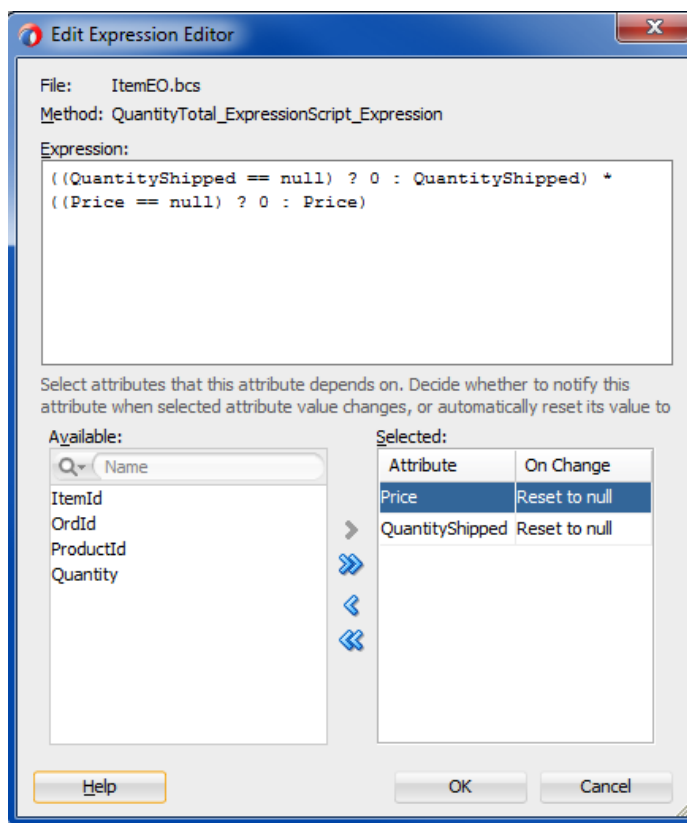 Edit Expression Editor
File: ItemEO.bcs
Method: QuantityTotal_ExpressionScript_Expression
Expression:
((QuantityShipped == null) ? 0 : QuantityShipped) *
((Price == null) ? 0 : Price)
Select attributes that this attribute depends on. Decide whether to notify this
attribute when selected attribute value changes, or automatically reset its value to
Available:
Name
ItemId
OrdId
ProductId
Quantity
Selected:
Attribute On Change
Price Reset to null
QuantityShipped Reset to null
Help OK Cancel